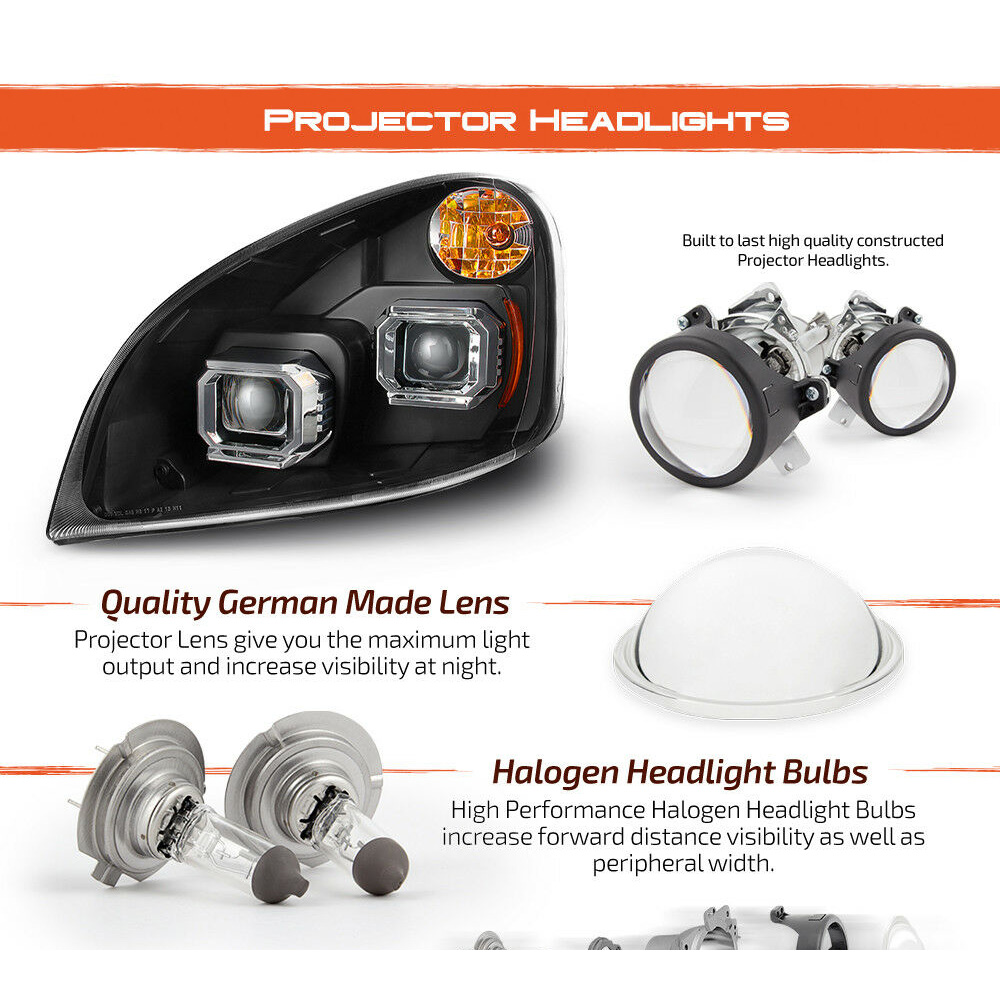 PROJECTOR HEADLIGHTS
Built to last high quality constructed
Projector Headlights.
Quality German Made Lens
Projector Lens give you the maximum light
output and increase visibility at night.
Halogen Headlight Bulbs
High Performance Halogen Headlight Bulbs
increase forward distance visibility as well as
peripheral width.